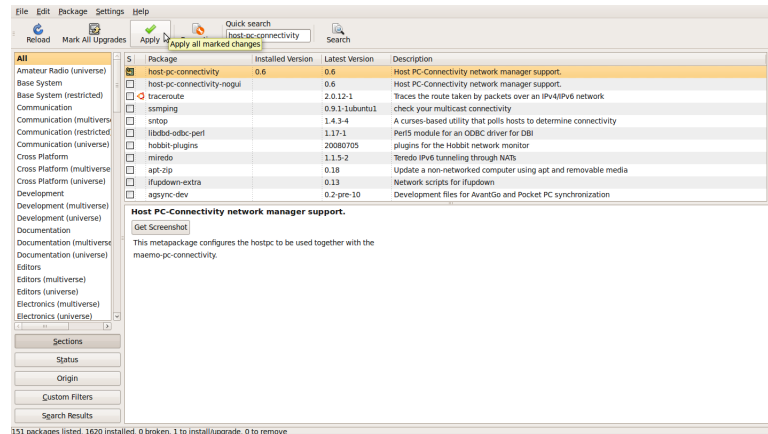 File Edit Package Settings Help
Quick search
host-pc-connectivity
Reload Mark All Upgrades Apply Search
Apply all marked changes
All
Amateur Radio (universe)
Base System
Base System (restricted)
Communication
Communication (multivers
Communication (restricted
Communication (universe)
Cross Platform
Cross Platform (multiverse
Cross Platform (universe)
Development
Development (multiverse)
Development (universe)
Documentation
Documentation (multiverse
Documentation (universe)
Editors
Editors (multiverse)
Editors (universe)
Electronics (multiverse)
Electronics (universe)
Sections
Status
Origin
Custom Filters
Search Results
S Package Installed Version Latest Version Description
host-pc-connectivity 0.6 0.6 Host PC-Connectivity network manager support.
host-pc-connectivity-nogui 0.6 Host PC-Connectivity network manager support.
traceroute 2.0.12-1 Traces the route taken by packets over an IPv4/IPv6 network
ssmping 0.9.1-1ubuntu1 check your multicast connectivity
sntop 1.4.3-4 A curses-based utility that polls hosts to determine connectivity
libdbd-odbc-perl 1.17-1 Perl5 module for an ODBC driver for DBI
hobbit-plugins 20080705 plugins for the Hobbit network monitor
miredo 1.1.5-2 Teredo IPv6 tunneling through NATs
apt-zip 0.18 Update a non-networked computer using apt and removable media
ifupdown-extra 0.13 Network scripts for ifupdown
agsync-dev 0.2-pre-10 Development files for AvantGo and Pocket PC synchronization
Host PC-Connectivity network manager support.
Get Screenshot
This metapackage configures the hostpc to be used together with the
maemo-pc-connectivity.
151 packages listed, 1620 installed, 0 broken. 1 to install/upgrade, 0 to remove